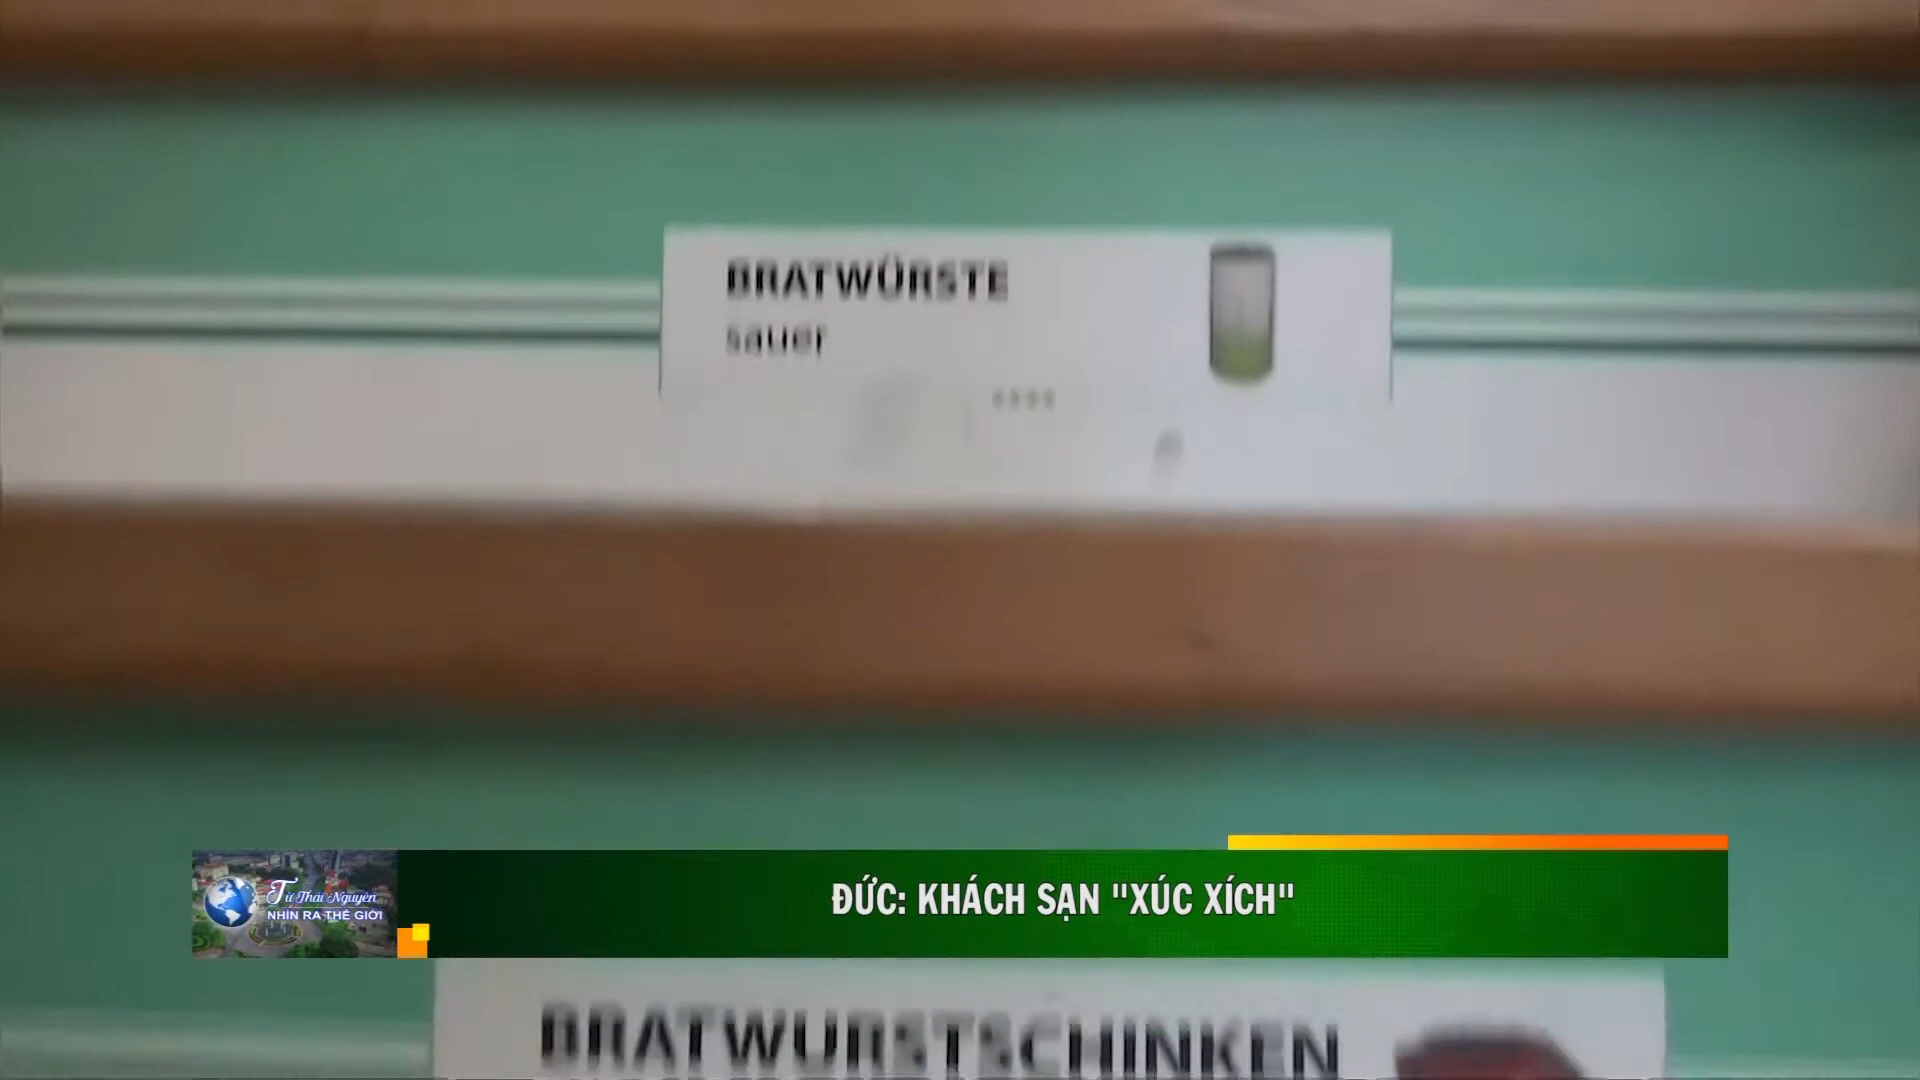 BRATWÜRSTE
sauer
Từ Thái Nguyên
NHÌN RA THẾ GIỚI
ĐỨC: KHÁCH SẠN "XÚC XÍCH"
BRATWURSTSCHINKEN